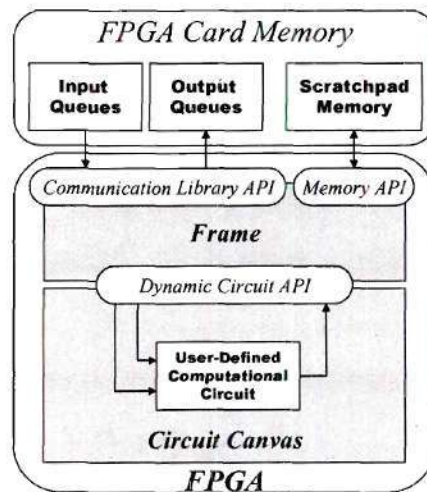 FPGA Card Memory
Input Queues
Output Queues
Scratchpad Memory
Communication Library API
Memory API
Frame
Dynamic Circuit API
User-Defined
Computational
Circuit
Circuit Canvas
FPGA